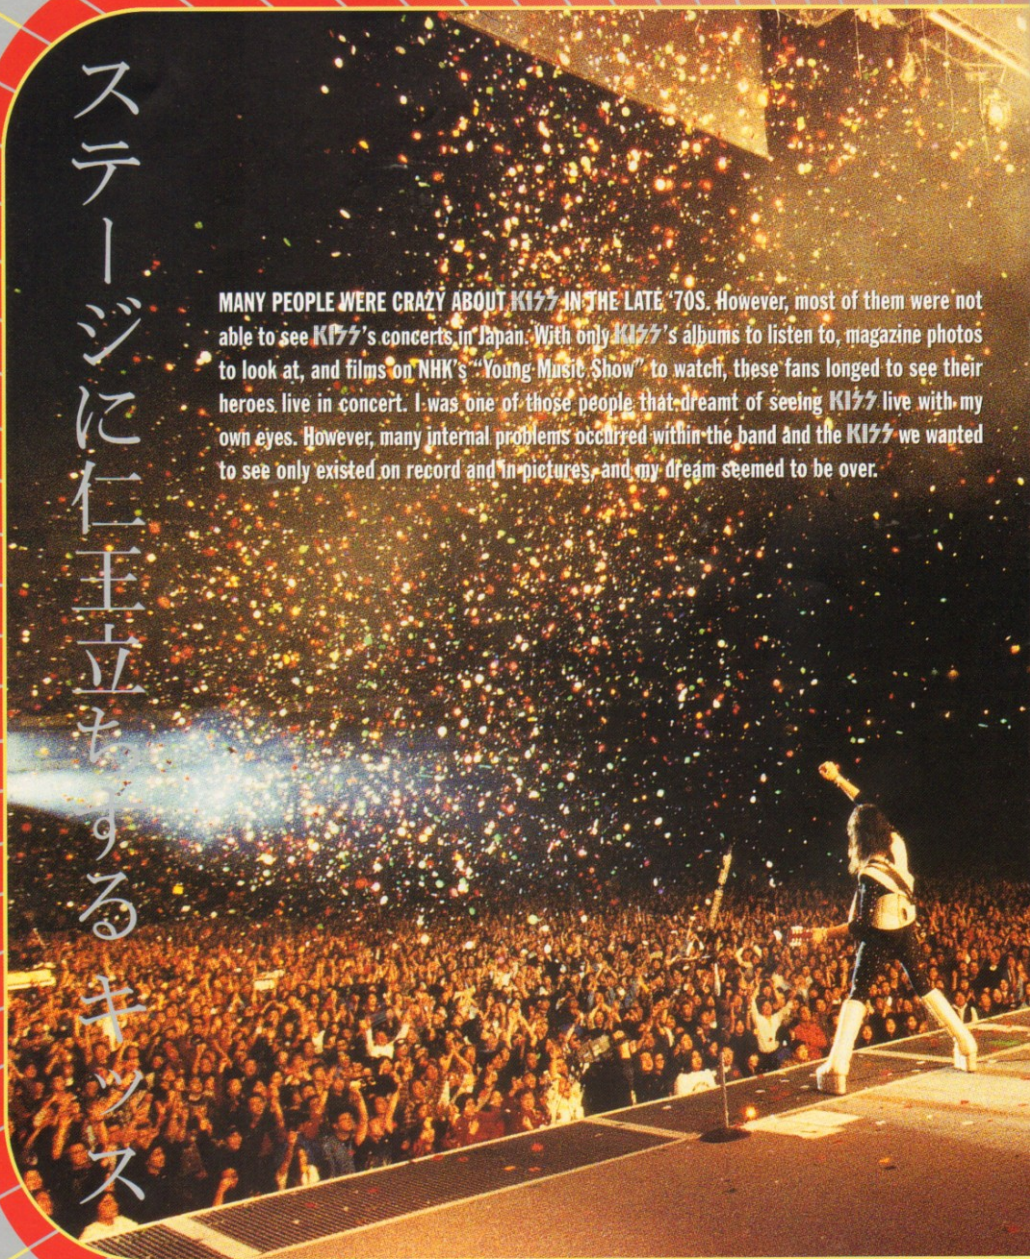 ステージに仁王立ちするキッス
MANY PEOPLE WERE CRAZY ABOUT KISS IN THE LATE ‘70S. However, most of them were not
able to see KISS's concerts in Japan. With only KISS's albums to listen to, magazine photos
to look at, and films on NHK's “Young Music Show” to watch, these fans longed to see their
heroes live in concert. I was one of those people that dreamt of seeing KISS live with my
own eyes. However, many internal problems occurred within the band and the KISS we wanted
to see only existed on record and in pictures, and my dream seemed to be over.